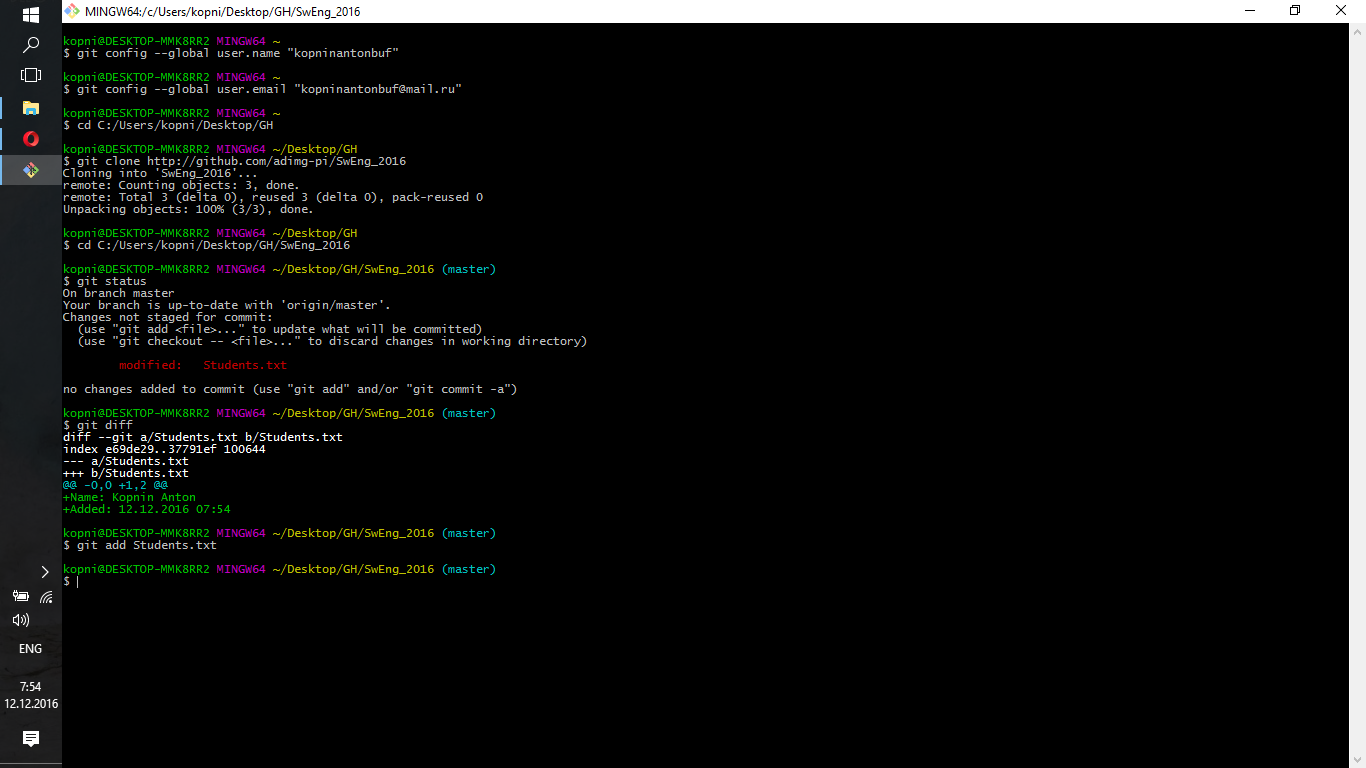 MINGW64:/c/Users/kopni/Desktop/GH/SwEng_2016
kopni@DESKTOP-MMK8RR2 MINGW64 ~
$ git config --global user.name "kopninantonbuf"
kopni@DESKTOP-MMK8RR2 MINGW64 ~
$ git config --global user.email "kopninantonbuf@mail.ru"
kopni@DESKTOP-MMK8RR2 MINGW64 ~
$ cd C:/Users/kopni/Desktop/GH
kopni@DESKTOP-MMK8RR2 MINGW64 ~/Desktop/GH
$ git clone http://github.com/adimg-pi/SwEng_2016
Cloning into 'SwEng_2016'...
remote: Counting objects: 3, done.
remote: Total 3 (delta 0), reused 3 (delta 0), pack-reused 0
Unpacking objects: 100% (3/3), done.
kopni@DESKTOP-MMK8RR2 MINGW64 ~/Desktop/GH
$ cd C:/Users/kopni/Desktop/GH/SwEng_2016
kopni@DESKTOP-MMK8RR2 MINGW64 ~/Desktop/GH/SwEng_2016 (master)
$ git status
On branch master
Your branch is up-to-date with 'origin/master'.
Changes not staged for commit:
  (use "git add <file>..." to update what will be committed)
  (use "git checkout -- <file>..." to discard changes in working directory)
        modified:   Students.txt
no changes added to commit (use "git add" and/or "git commit -a")
kopni@DESKTOP-MMK8RR2 MINGW64 ~/Desktop/GH/SwEng_2016 (master)
$ git diff
diff --git a/Students.txt b/Students.txt
index e69de29..37791ef 100644
--- a/Students.txt
+++ b/Students.txt
@@ -0,0 +1,2 @@
+Name: Kopnin Anton
+Added: 12.12.2016 07:54
kopni@DESKTOP-MMK8RR2 MINGW64 ~/Desktop/GH/SwEng_2016 (master)
$ git add Students.txt
kopni@DESKTOP-MMK8RR2 MINGW64 ~/Desktop/GH/SwEng_2016 (master)
$
ENG
7:54
12.12.2016